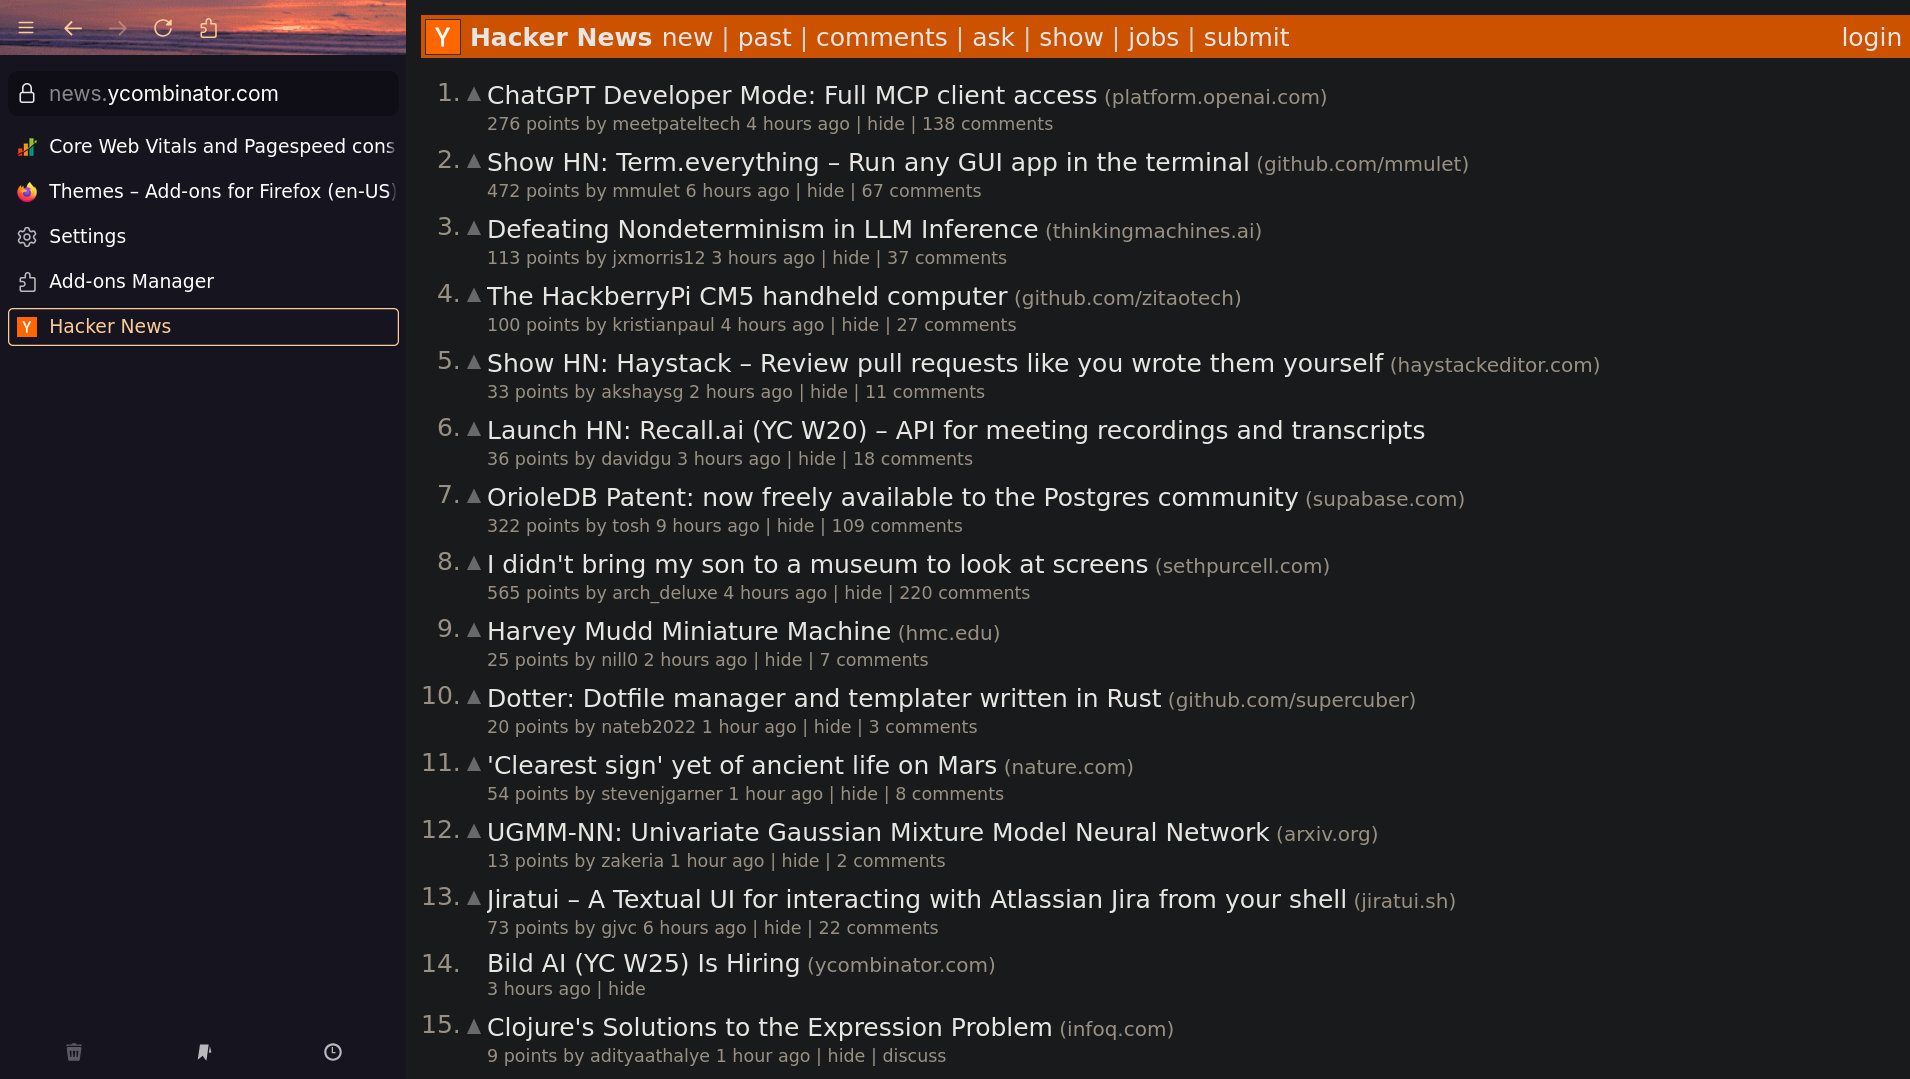 news.ycombinator.com
Core Web Vitals and Pagespeed cons
Themes – Add-ons for Firefox (en-US)
Settings
Add-ons Manager
Y Hacker News
Y Hacker News new | past | comments | ask | show | jobs | submit login
1. ▲ ChatGPT Developer Mode: Full MCP client access (platform.openai.com)
276 points by meetpateltech 4 hours ago | hide | 138 comments
2. ▲ Show HN: Term.everything – Run any GUI app in the terminal (github.com/mmulet)
472 points by mmulet 6 hours ago | hide | 67 comments
3. ▲ Defeating Nondeterminism in LLM Inference (thinkingmachines.ai)
113 points by jxmorris12 3 hours ago | hide | 37 comments
4. ▲ The HackberryPi CM5 handheld computer (github.com/zitaotech)
100 points by kristianpaul 4 hours ago | hide | 27 comments
5. ▲ Show HN: Haystack – Review pull requests like you wrote them yourself (haystackeditor.com)
33 points by akshaysg 2 hours ago | hide | 11 comments
6. ▲ Launch HN: Recall.ai (YC W20) – API for meeting recordings and transcripts
36 points by davidgu 3 hours ago | hide | 18 comments
7. ▲ OrioleDB Patent: now freely available to the Postgres community (supabase.com)
322 points by tosh 9 hours ago | hide | 109 comments
8. ▲ I didn't bring my son to a museum to look at screens (sethpurcell.com)
565 points by arch_deluxe 4 hours ago | hide | 220 comments
9. ▲ Harvey Mudd Miniature Machine (hmc.edu)
25 points by nill0 2 hours ago | hide | 7 comments
10. ▲ Dotter: Dotfile manager and templater written in Rust (github.com/supercuber)
20 points by nateb2022 1 hour ago | hide | 3 comments
11. ▲ 'Clearest sign' yet of ancient life on Mars (nature.com)
54 points by stevenjgarner 1 hour ago | hide | 8 comments
12. ▲ UGMM-NN: Univariate Gaussian Mixture Model Neural Network (arxiv.org)
13 points by zakeria 1 hour ago | hide | 2 comments
13. ▲ Jiratui – A Textual UI for interacting with Atlassian Jira from your shell (jiratui.sh)
73 points by gjvc 6 hours ago | hide | 22 comments
14. Bild AI (YC W25) Is Hiring (ycombinator.com)
3 hours ago | hide
15. ▲ Clojure's Solutions to the Expression Problem (infoq.com)
9 points by adityaathalye 1 hour ago | hide | discuss